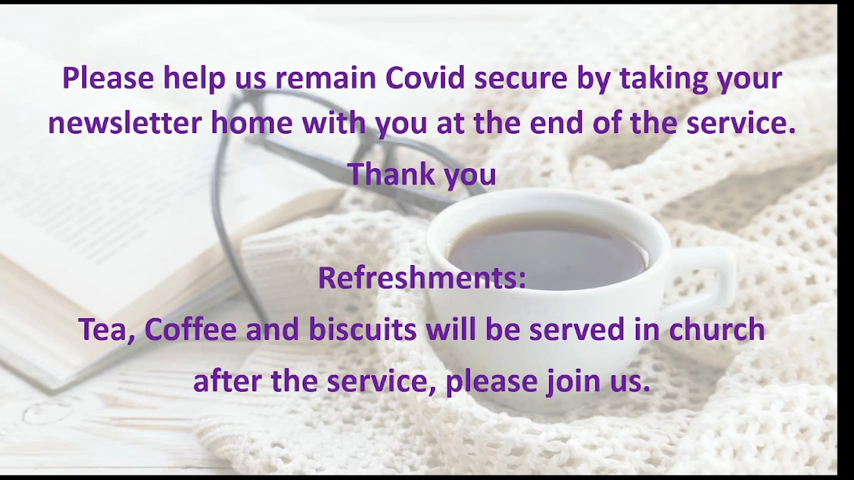 Please help us remain Covid secure by taking your
newsletter home with you at the end of the service.
Thank you
Refreshments:
Tea, Coffee and biscuits will be served in church
after the service, please join us.